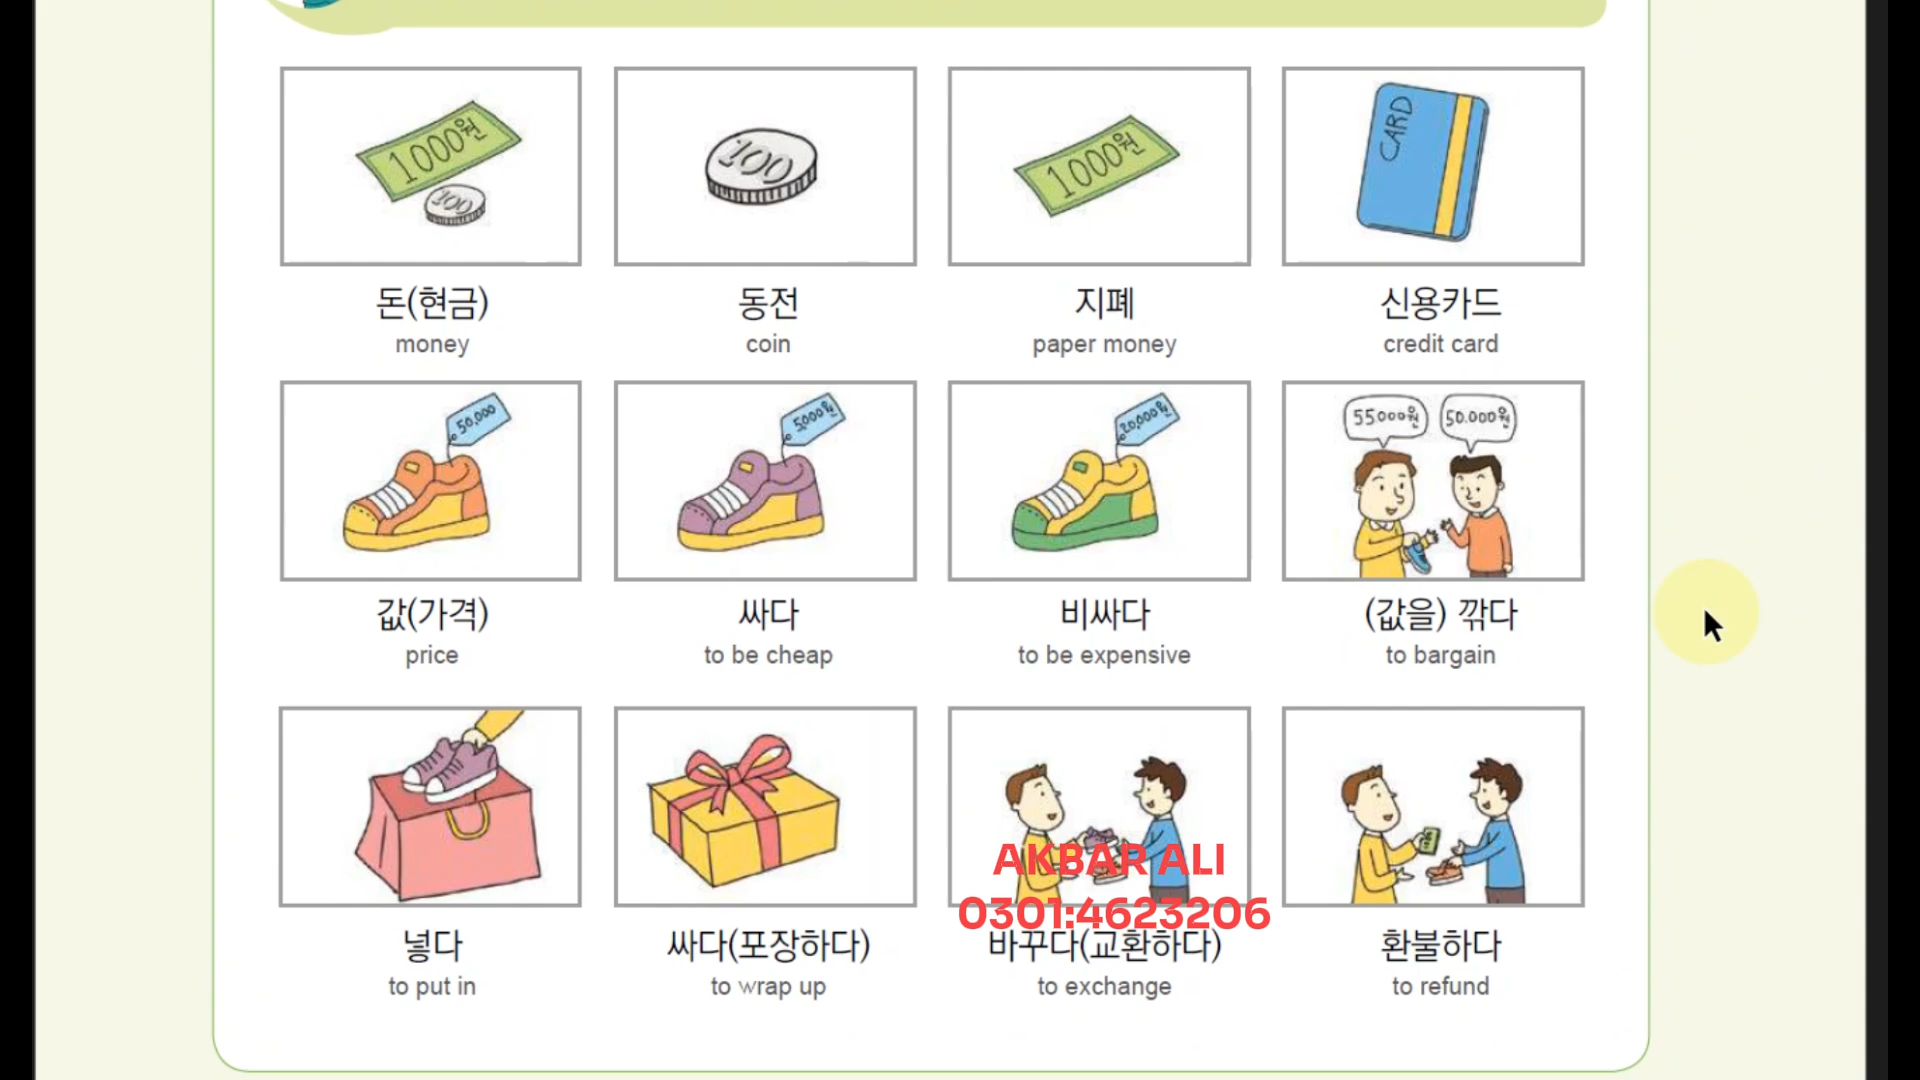 1000원
100
100
1000원
CARD
돈(현금)
동전
지폐
신용카드
money
coin
paper money
credit card
50,000
5,000원
20,000원
55000원
50.000원
값(가격)
싸다
비싸다
(값을) 깎다
price
to be cheap
to be expensive
to bargain
AKBAR ALI
0301:4623206
넣다
싸다(포장하다)
바꾸다(교환하다)
환불하다
to put in
to wrap up
to exchange
to refund